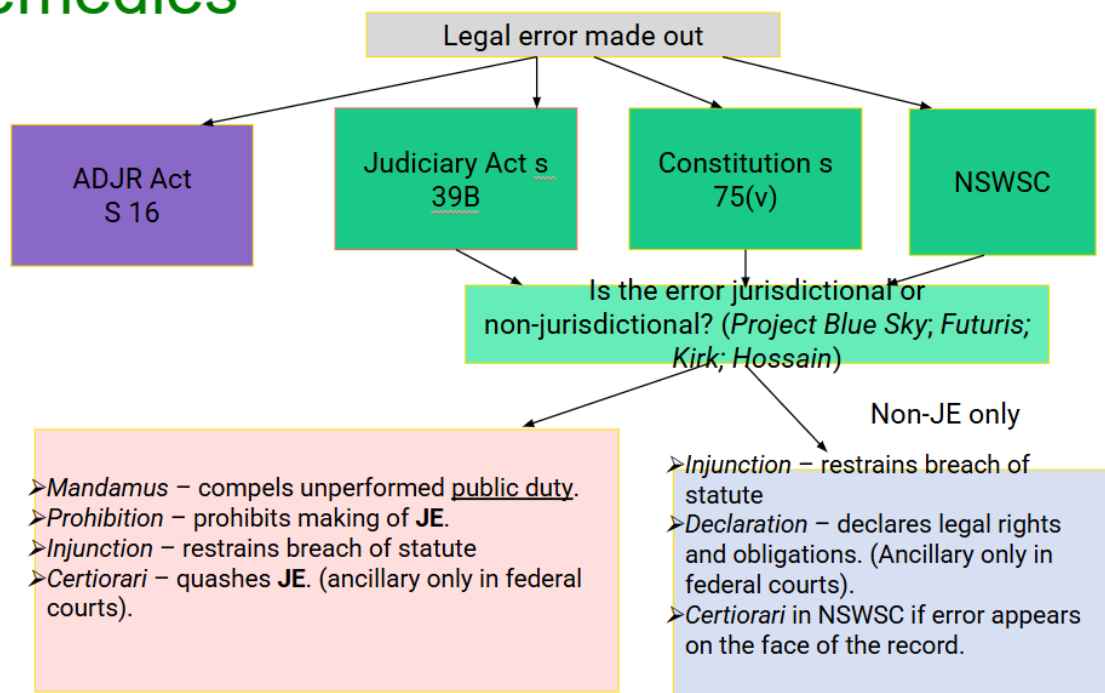 Legal error made out
ADJR Act
S 16
Judiciary Act s
39B
Constitution s
75(v)
NSWSC
Is the error jurisdictional or
non-jurisdictional? (Project Blue Sky; Futuris;
Kirk; Hossain)
Non-JE only
➢Mandamus – compels unperformed public duty.
➢Prohibition – prohibits making of JE.
➢Injunction – restrains breach of statute
➢Certiorari – quashes JE. (ancillary only in federal
courts).
➢Injunction – restrains breach of
statute
➢Declaration – declares legal rights
and obligations. (Ancillary only in
federal courts).
➢Certiorari in NSWSC if error appears
on the face of the record.